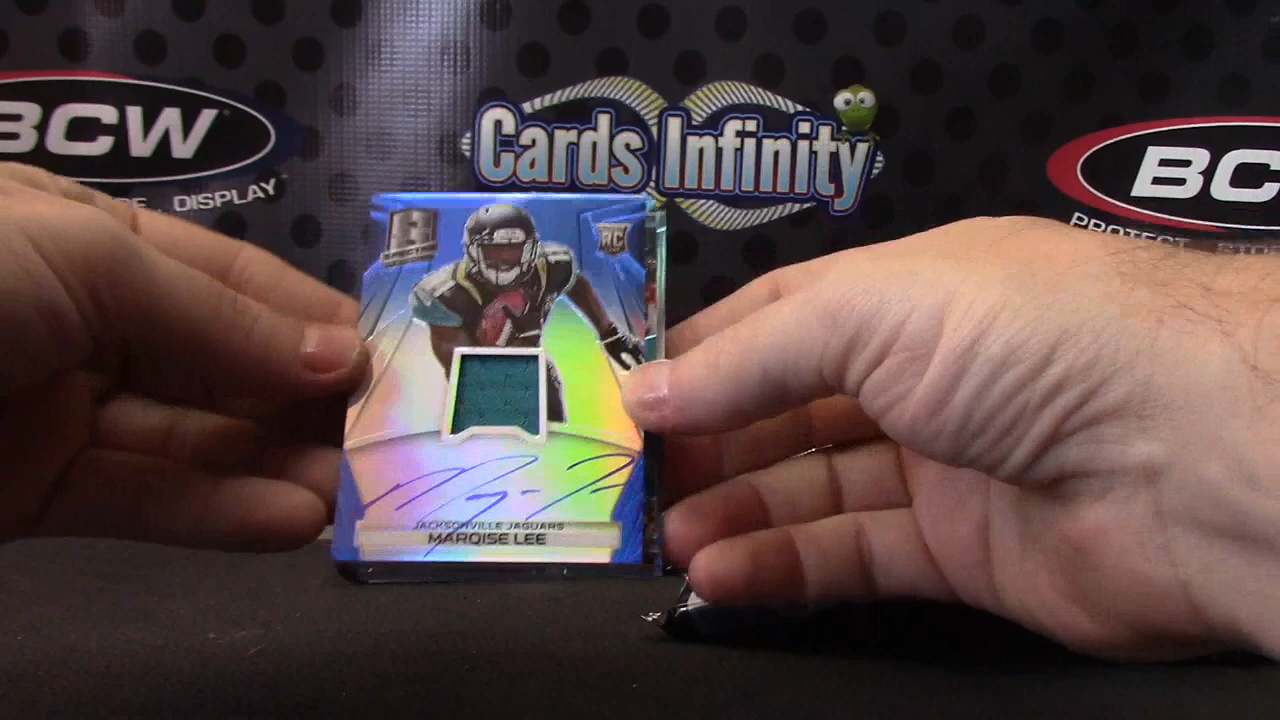 BCW
DISPLAY
Cards Infinity
BC
PROTECT
RC
JACKSONVILLE JAGUARS
MARQISE LEE